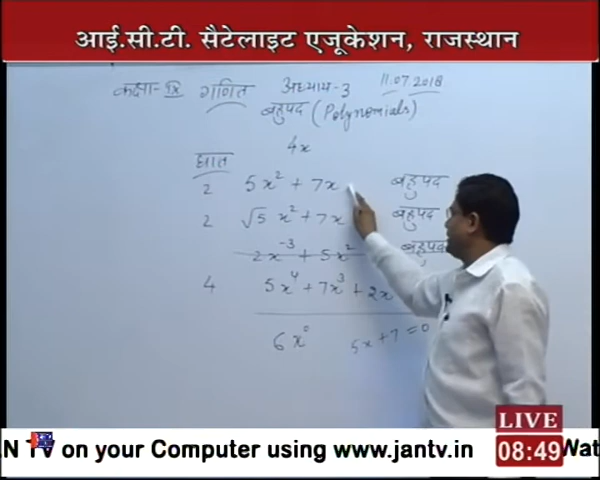 आई.सी.टी. सैटेलाइट एजूकेशन, राजस्थान
कक्षा-IX गणित अध्याय-3 11.07.2018
बहुपद (Polynomials)
4x
घात
2 5x² + 7x बहुपद
2 √5 x² + 7x बहुपद
2x⁻³ + 5x² बहुपद
4 5x⁴ + 7x³ + 2x
6x⁰ 5x + 7 = 0
LIVE
08:49
AN TV on your Computer using www.jantv.in Wat